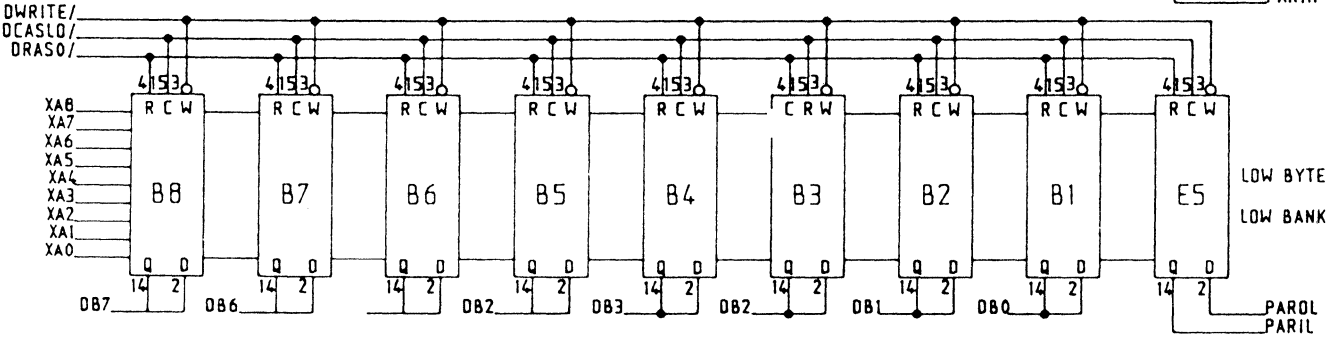 DWRITE/
DCASLO/
DRASO/
4 15 3 4 15 3 4 15 3 4 15 3 4 15 3 4 15 3 4 15 3 4 15 3 4 15 3
R C W R C W R C W R C W R C W C R W R C W R C W R C W
XA8
XA7
XA6
XA5
XA4
XA3
XA2
XA1
XA0
B8 B7 B6 B5 B4 B3 B2 B1 E5
LOW BYTE
LOW BANK
Q D Q D Q D Q D Q D Q D Q D Q D Q D
14 2 14 2 14 2 14 2 14 2 14 2 14 2 14 2 14 2
DB7 DB6 DB2 DB3 DB2 DB1 DB0 PAROL
PARIL